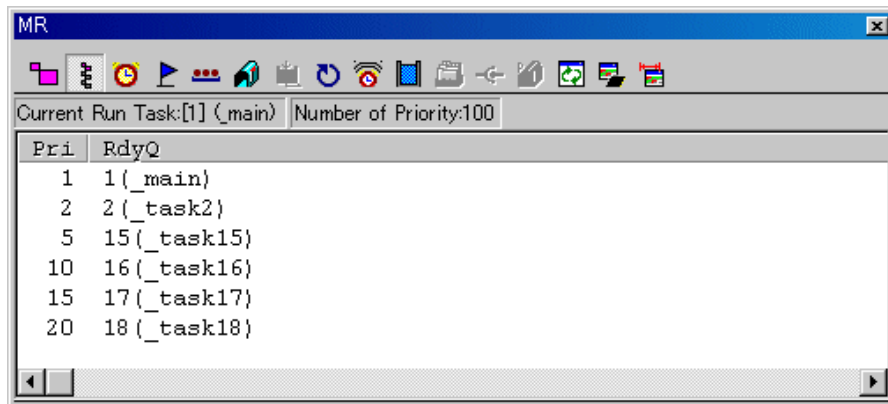 MR
Current Run Task:[1] (_main) Number of Priority:100
Pri RdyQ
1 1(_main)
2 2(_task2)
5 15(_task15)
10 16(_task16)
15 17(_task17)
20 18(_task18)